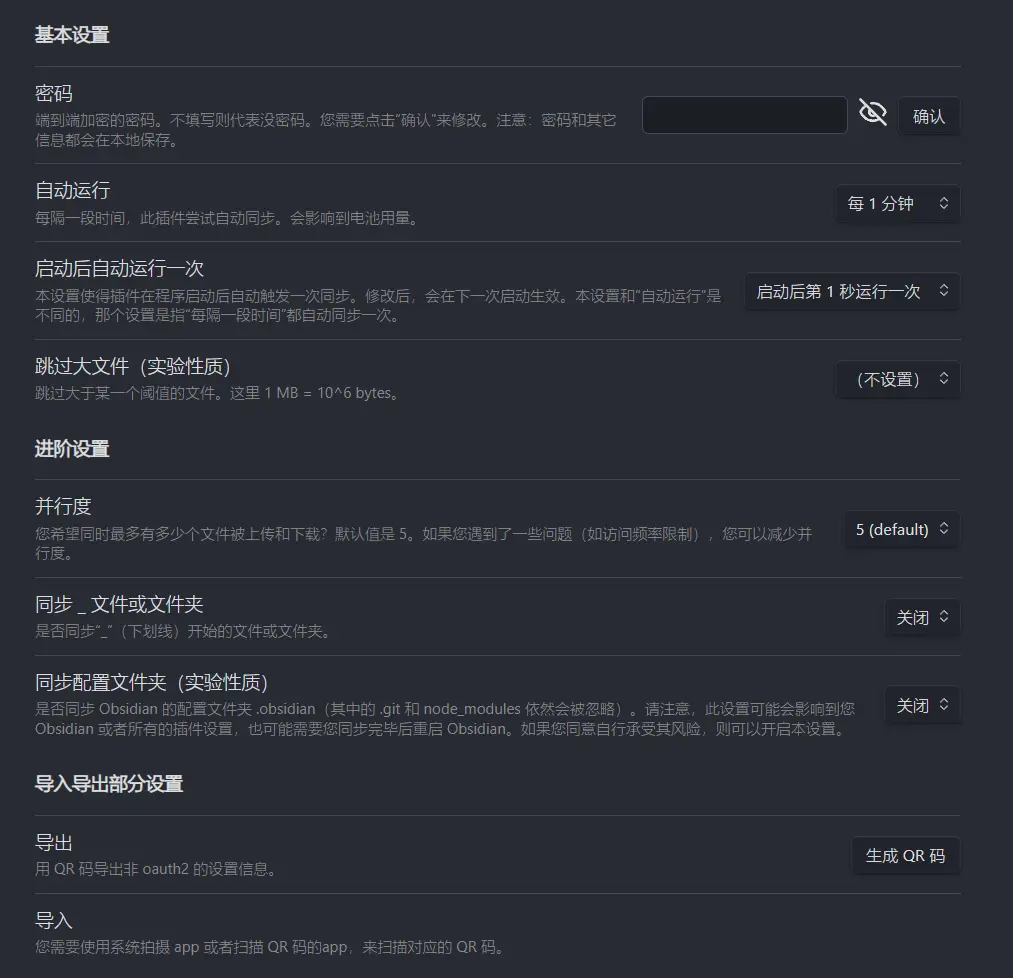 基本设置
密码
端到端加密的密码。不填写则代表没密码。您需要点击“确认”来修改。注意：密码和其它
信息都会在本地保存。
确认
自动运行
每隔一段时间，此插件尝试自动同步。会影响到电池用量。
每 1 分钟
启动后自动运行一次
本设置使得插件在程序启动后自动触发一次同步。修改后，会在下一次启动生效。本设置和“自动运行”是
不同的，那个设置是指“每隔一段时间”都自动同步一次。
启动后第 1 秒运行一次
跳过大文件（实验性质）
跳过大于某一个阈值的文件。这里 1 MB = 10^6 bytes。
（不设置）
进阶设置
并行度
您希望同时最多有多少个文件被上传和下载？默认值是 5。如果您遇到了一些问题（如访问频率限制），您可以减少并
行度。
5 (default)
同步 _ 文件或文件夹
是否同步“_”（下划线）开始的文件或文件夹。
关闭
同步配置文件夹（实验性质）
是否同步 Obsidian 的配置文件夹 .obsidian（其中的 .git 和 node_modules 依然会被忽略）。请注意，此设置可能会影响到您
Obsidian 或者所有的插件设置，也可能需要您同步完毕后重启 Obsidian。如果您同意自行承受其风险，则可以开启本设置。
关闭
导入导出部分设置
导出
用 QR 码导出非 oauth2 的设置信息。
生成 QR 码
导入
您需要使用系统拍摄 app 或者扫描 QR 码的app，来扫描对应的 QR 码。